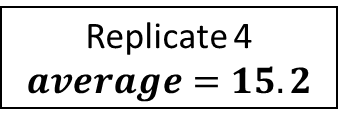 Replicate 4
average = 15.2